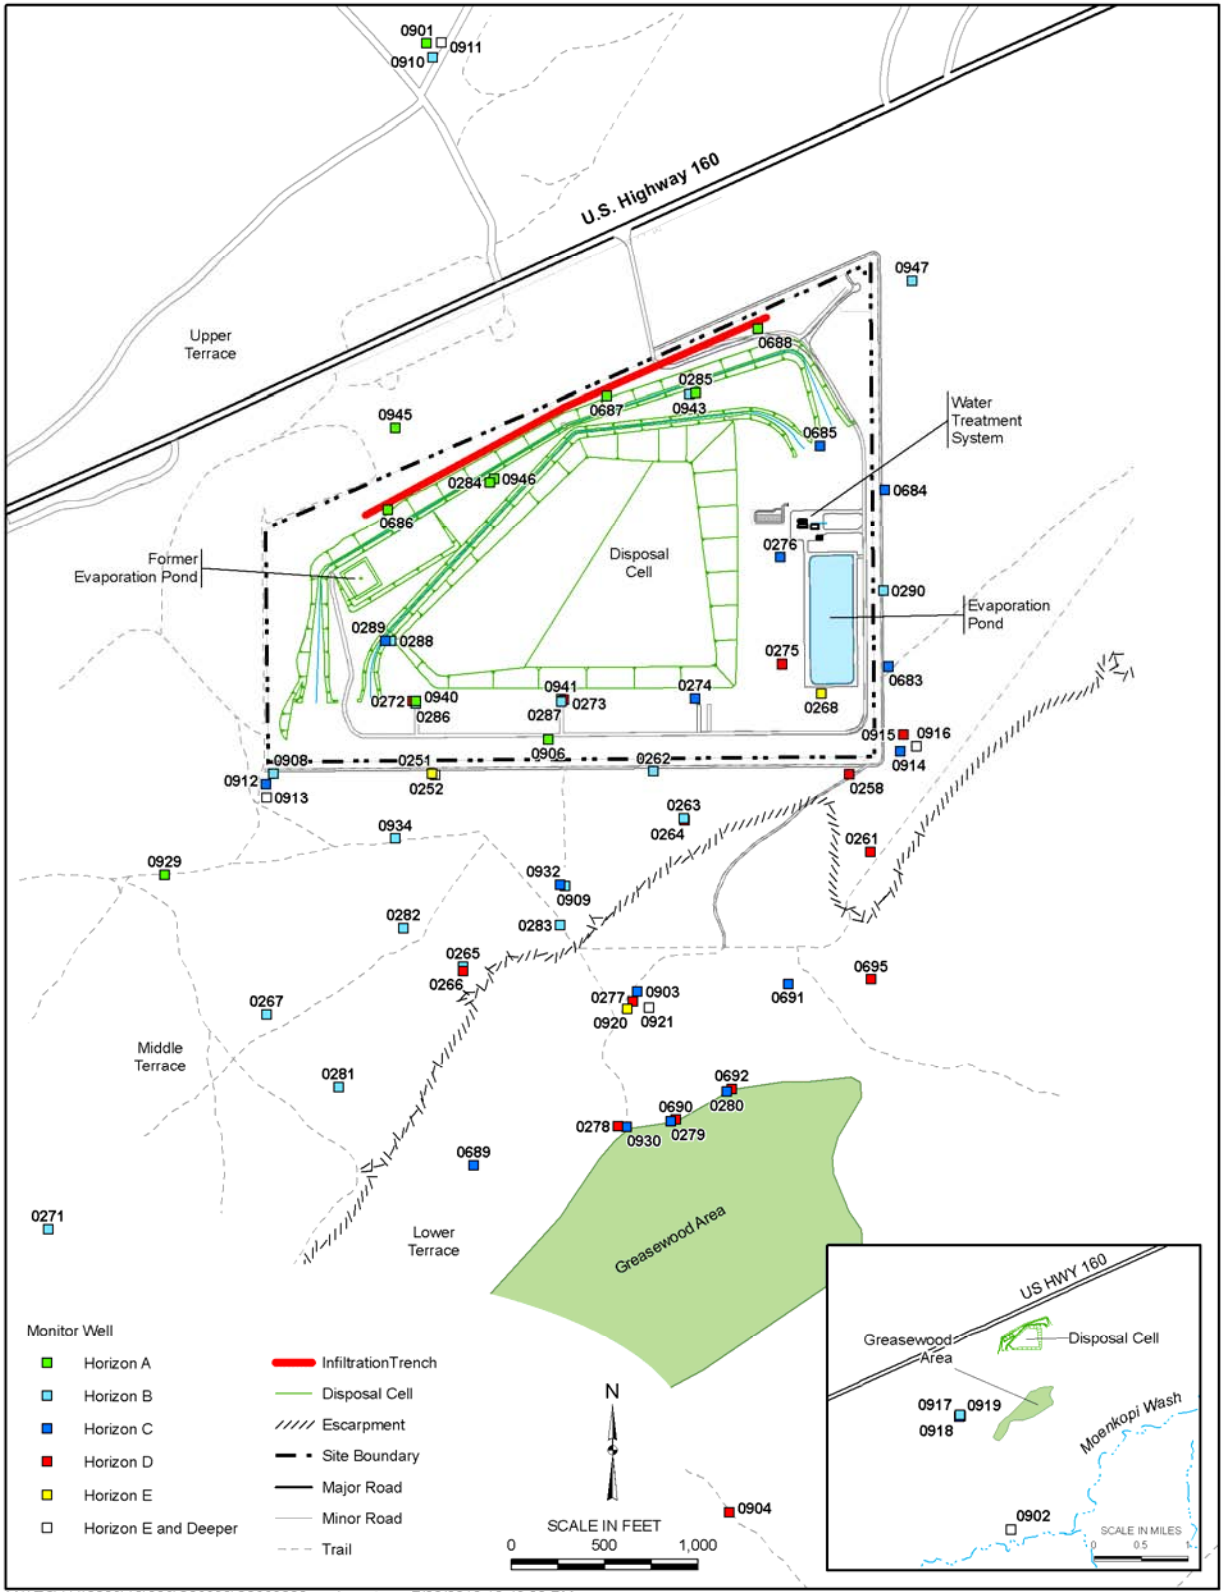 0901
0911
0910
U.S. Highway 160
0947
Upper
Terrace
0688
0285
0943
0687
0945
Water
Treatment
System
0685
0284
0946
0684
0686
Former
Evaporation Pond
Disposal
Cell
0276
0290
Evaporation
Pond
0289
0288
0275
0683
0272
0940
0286
0941
0273
0287
0274
0268
0915
0916
0914
0906
0908
0251
0262
0912
0913
0252
0258
0263
0264
0934
0261
0929
0932
0909
0282
0283
0265
0266
0695
0277
0903
0691
0267
0920
0921
Middle
Terrace
0281
0692
0280
0690
0278
0279
0930
0689
0271
Lower
Terrace
Greasewood Area
Monitor Well
Horizon A
Horizon B
Horizon C
Horizon D
Horizon E
Horizon E and Deeper
Infiltration Trench
Disposal Cell
Escarpment
Site Boundary
Major Road
Minor Road
Trail
N
SCALE IN FEET
0 500 1,000
0904
US HWY 160
Greasewood
Area
Disposal Cell
0917 0919
0918
Moenkopi Wash
0902
SCALE IN MILES
0 0.5 1